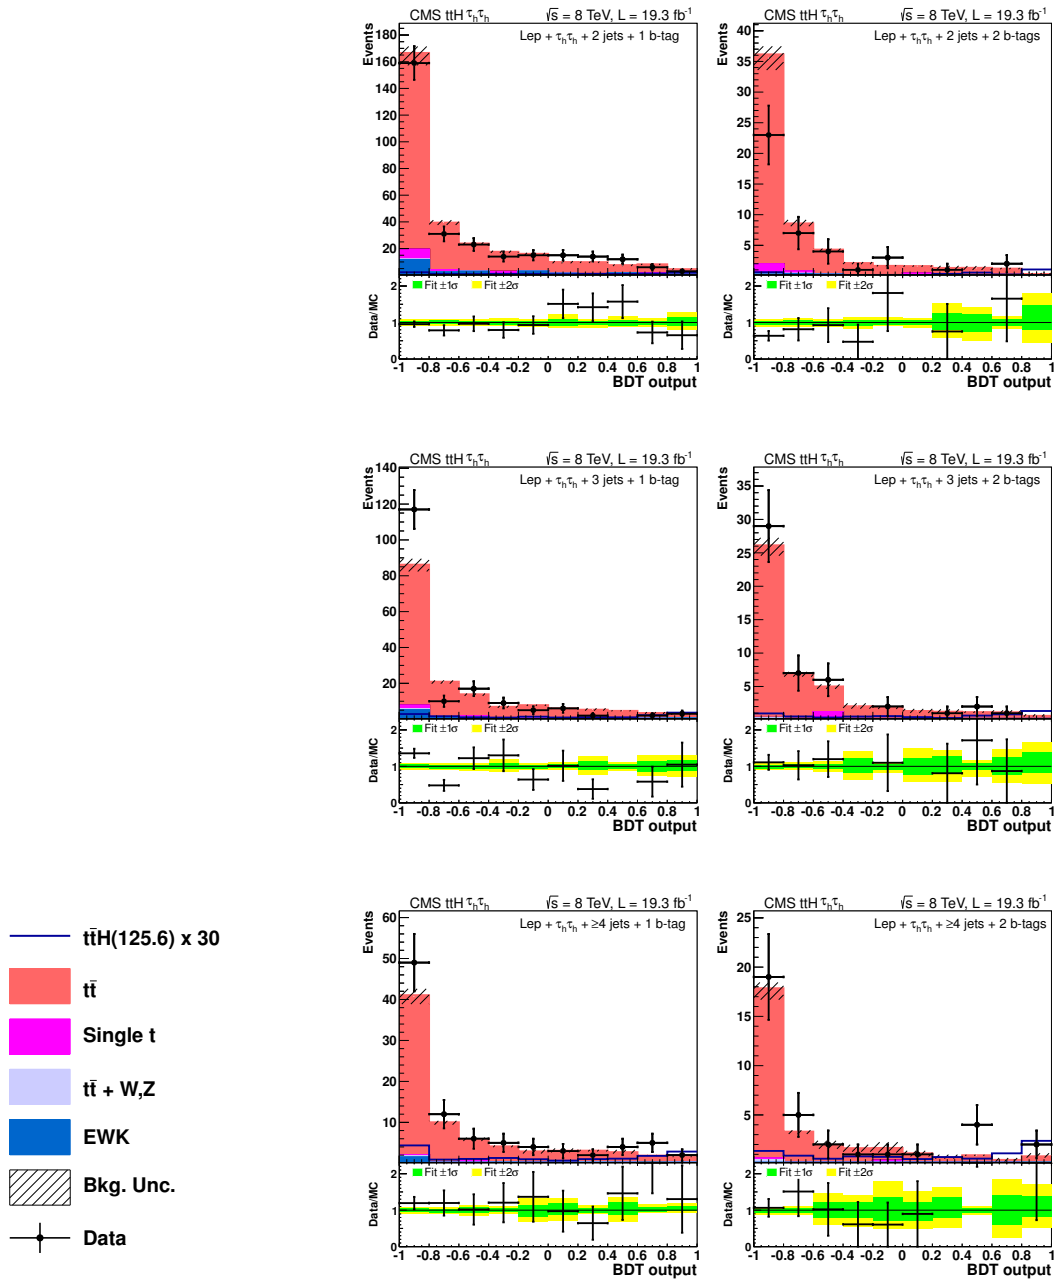 CMS ttH τhτh √s = 8 TeV, L = 19.3 fb-1
Lep + τhτh + 2 jets + 1 b-tag
Events
180
160
140
120
100
80
60
40
20
Fit ±1σ Fit ±2σ
Data/MC
2
1
0
-1 -0.8 -0.6 -0.4 -0.2 0 0.2 0.4 0.6 0.8 1
BDT output
CMS ttH τhτh √s = 8 TeV, L = 19.3 fb-1
Lep + τhτh + 2 jets + 2 b-tags
Events
40
35
30
25
20
15
10
5
Fit ±1σ Fit ±2σ
Data/MC
2
1
0
-1 -0.8 -0.6 -0.4 -0.2 0 0.2 0.4 0.6 0.8 1
BDT output
CMS ttH τhτh √s = 8 TeV, L = 19.3 fb-1
Lep + τhτh + 3 jets + 1 b-tag
Events
140
120
100
80
60
40
20
Fit ±1σ Fit ±2σ
Data/MC
2
1
0
-1 -0.8 -0.6 -0.4 -0.2 0 0.2 0.4 0.6 0.8 1
BDT output
CMS ttH τhτh √s = 8 TeV, L = 19.3 fb-1
Lep + τhτh + 3 jets + 2 b-tags
Events
35
30
25
20
15
10
5
Fit ±1σ Fit ±2σ
Data/MC
2
1
0
-1 -0.8 -0.6 -0.4 -0.2 0 0.2 0.4 0.6 0.8 1
BDT output
tt̄H(125.6) x 30
tt̄
Single t
tt̄ + W,Z
EWK
Bkg. Unc.
Data
CMS ttH τhτh √s = 8 TeV, L = 19.3 fb-1
Lep + τhτh + ≥4 jets + 1 b-tag
Events
60
50
40
30
20
10
Fit ±1σ Fit ±2σ
Data/MC
2
1
0
-1 -0.8 -0.6 -0.4 -0.2 0 0.2 0.4 0.6 0.8 1
BDT output
CMS ttH τhτh √s = 8 TeV, L = 19.3 fb-1
Lep + τhτh + ≥4 jets + 2 b-tags
Events
25
20
15
10
5
Fit ±1σ Fit ±2σ
Data/MC
2
1
0
-1 -0.8 -0.6 -0.4 -0.2 0 0.2 0.4 0.6 0.8 1
BDT output